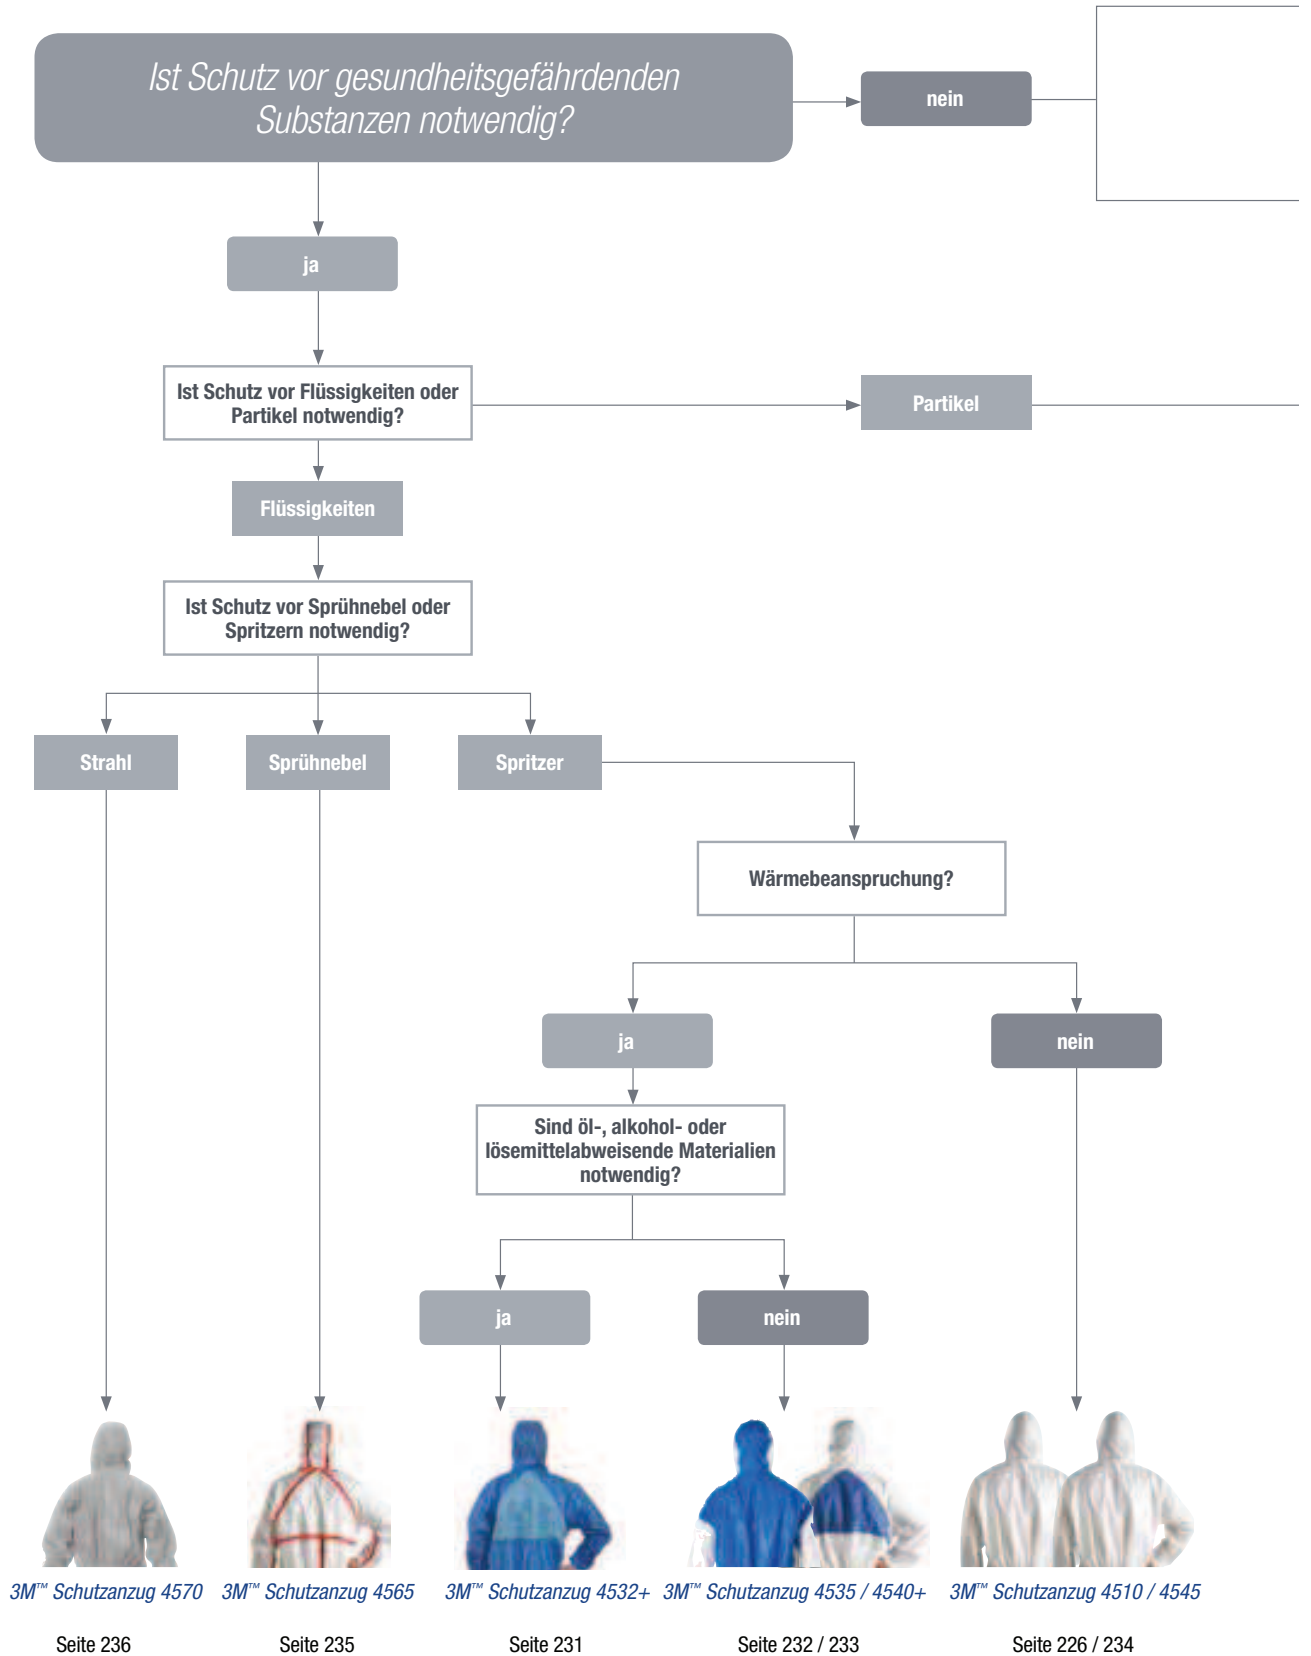 Ist Schutz vor gesundheitsgefährdenden
Substanzen notwendig?
nein
ja
Ist Schutz vor Flüssigkeiten oder
Partikel notwendig?
Partikel
Flüssigkeiten
Ist Schutz vor Sprühnebel oder
Spritzern notwendig?
Strahl
Sprühnebel
Spritzer
Wärmebeanspruchung?
ja
nein
Sind öl-, alkohol- oder
lösemittelabweisende Materialien
notwendig?
ja
nein
3M™ Schutzanzug 4570
3M™ Schutzanzug 4565
3M™ Schutzanzug 4532+
3M™ Schutzanzug 4535 / 4540+
3M™ Schutzanzug 4510 / 4545
Seite 236
Seite 235
Seite 231
Seite 232 / 233
Seite 226 / 234